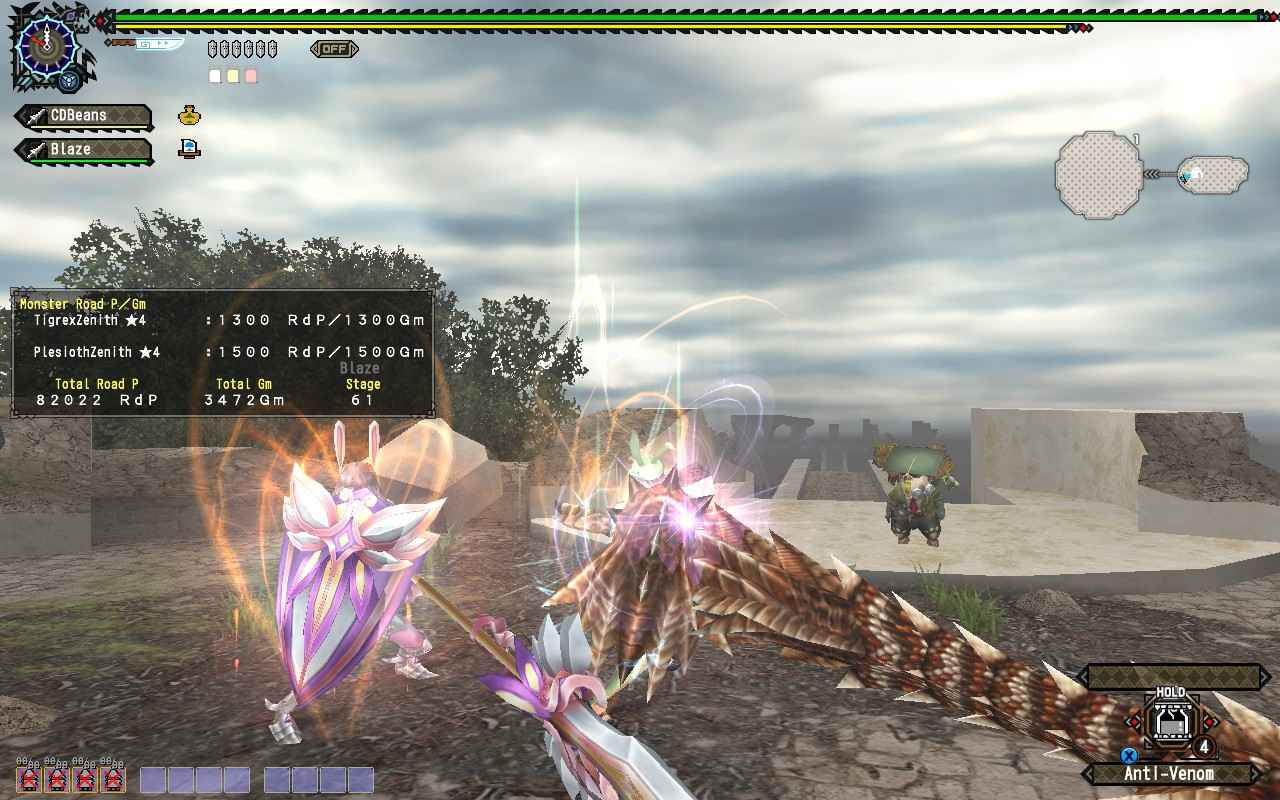 OFF
CDBeans
Blaze
1
Monster Road P/Gm
TigrexZenith ★4 :1300 RdP/1300Gm
PlesiothZenith ★4 :1500 RdP/1500Gm
Blaze
Total Road P Total Gm Stage
82022 RdP 3472Gm 61
HOLD
4
X
Anti-Venom